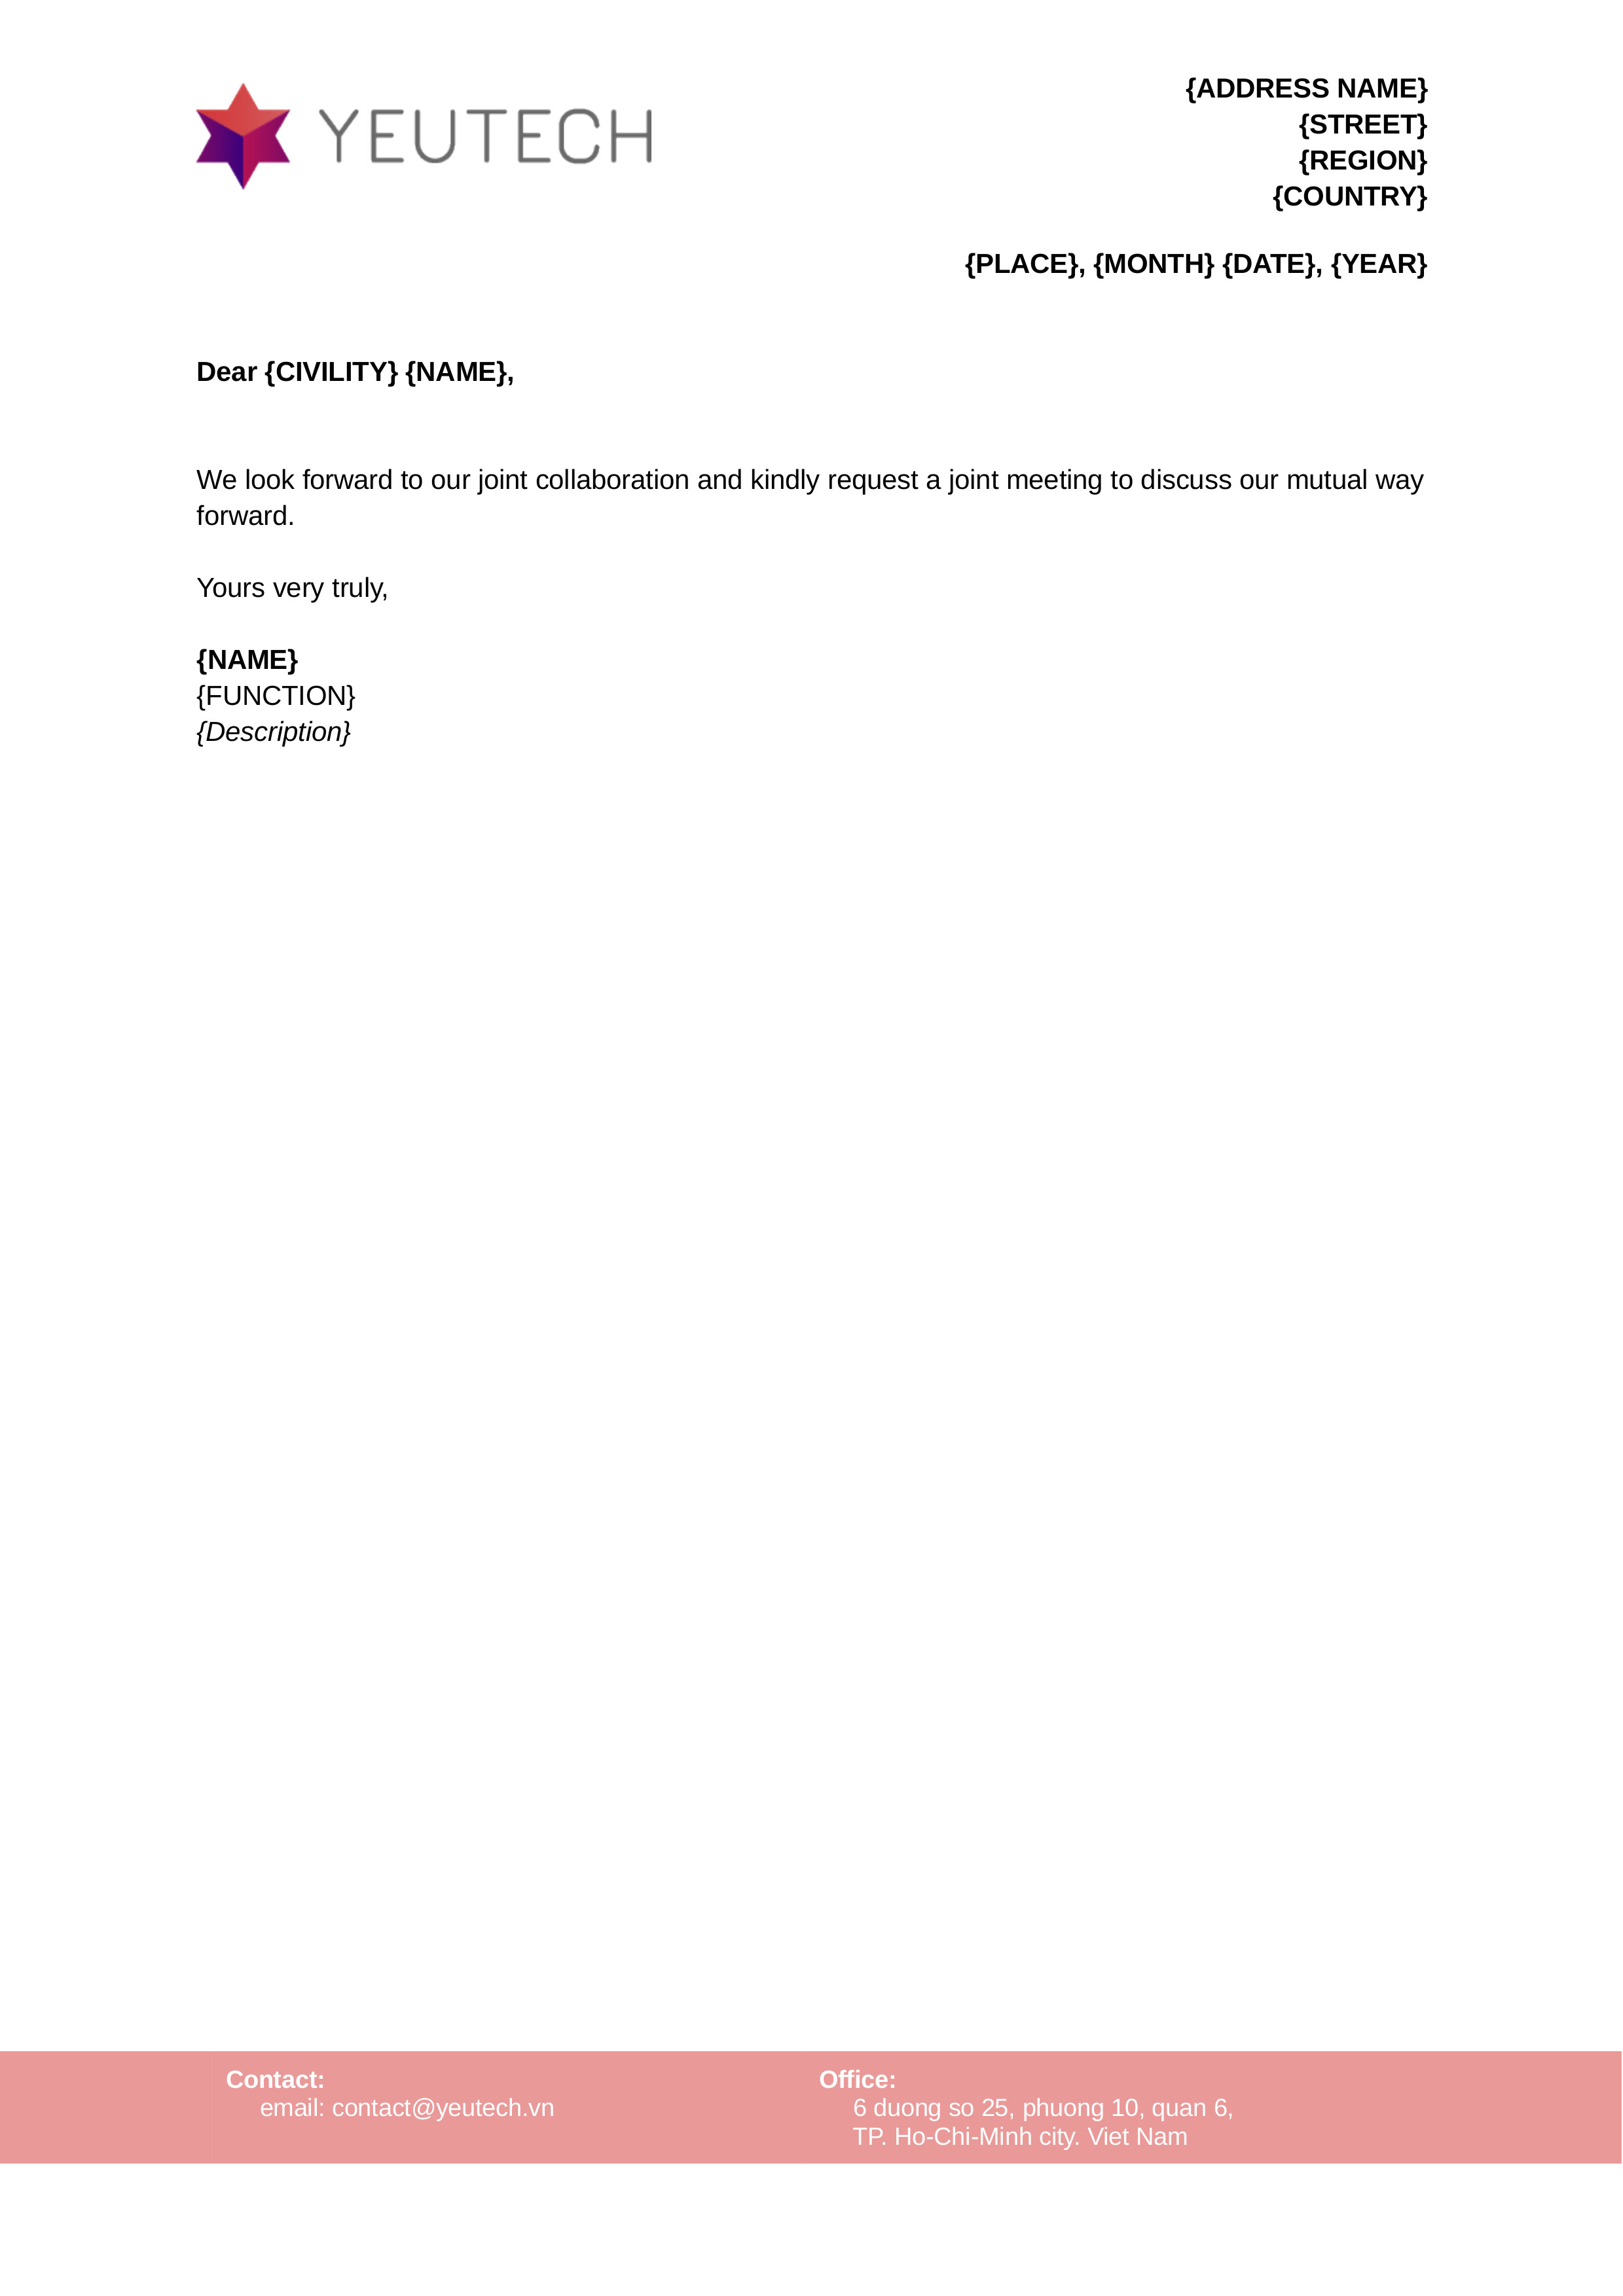 YEUTECH
{ADDRESS NAME}
{STREET}
{REGION}
{COUNTRY}
{PLACE}, {MONTH} {DATE}, {YEAR}
Dear {CIVILITY} {NAME},
We look forward to our joint collaboration and kindly request a joint meeting to discuss our mutual way
forward.
Yours very truly,
{NAME}
{FUNCTION}
{Description}
Contact:
email: contact@yeutech.vn
Office:
6 duong so 25, phuong 10, quan 6,
TP. Ho-Chi-Minh city. Viet Nam